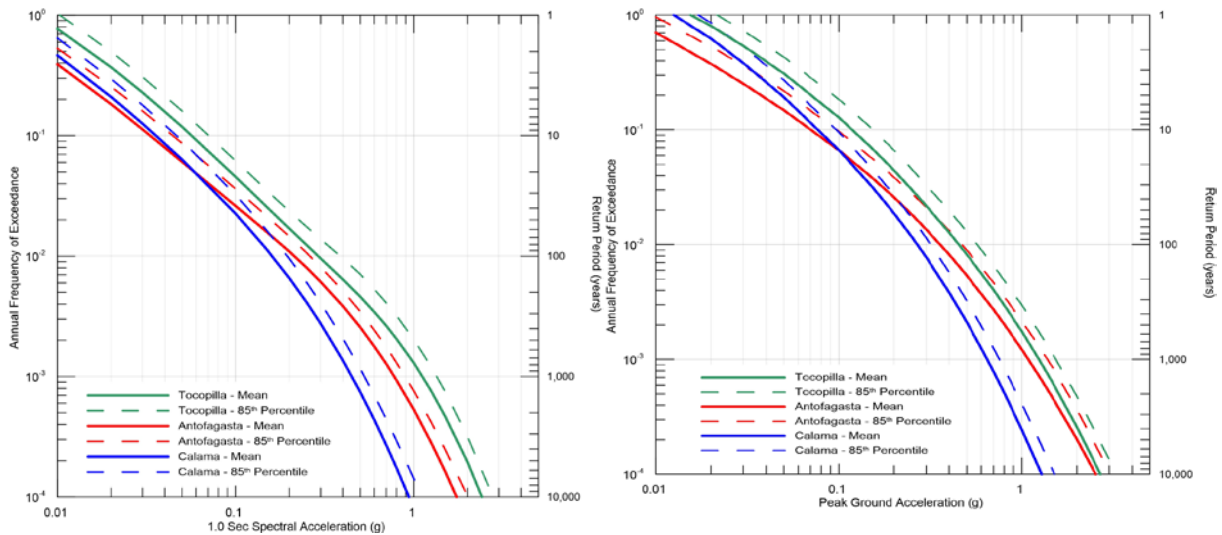 10⁰
10⁻¹
10⁻²
10⁻³
10⁻⁴
Annual Frequency of Exceedance
0.01
0.1
1
1.0 Sec Spectral Acceleration (g)
1
10
100
1,000
10,000
Return Period (years)
Tocopilla - Mean
Tocopilla - 85th Percentile
Antofagasta - Mean
Antofagasta - 85th Percentile
Calama - Mean
Calama - 85th Percentile
10⁰
10⁻¹
10⁻²
10⁻³
10⁻⁴
Annual Frequency of Exceedance
0.01
0.1
1
Peak Ground Acceleration (g)
1
10
100
1,000
10,000
Return Period (years)
Tocopilla - Mean
Tocopilla - 85th Percentile
Antofagasta - Mean
Antofagasta - 85th Percentile
Calama - Mean
Calama - 85th Percentile